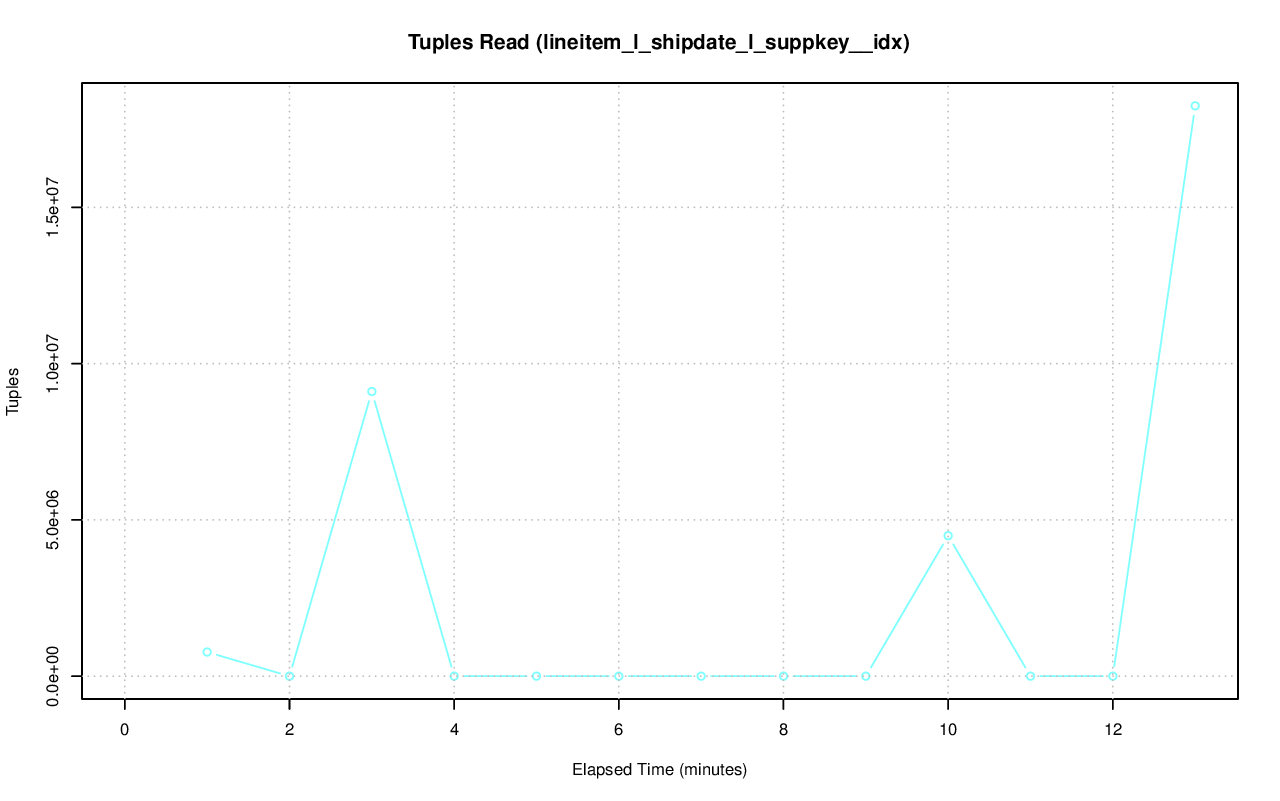 Tuples Read (lineitem_l_shipdate_l_suppkey__idx)
Tuples
1.5e+07
1.0e+07
5.0e+06
0.0e+00
0 2 4 6 8 10 12
Elapsed Time (minutes)